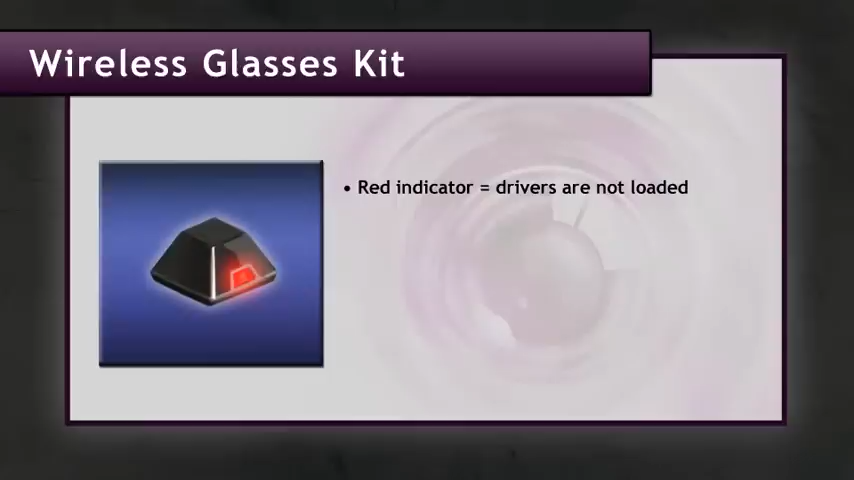 Wireless Glasses Kit
• Red indicator = drivers are not loaded